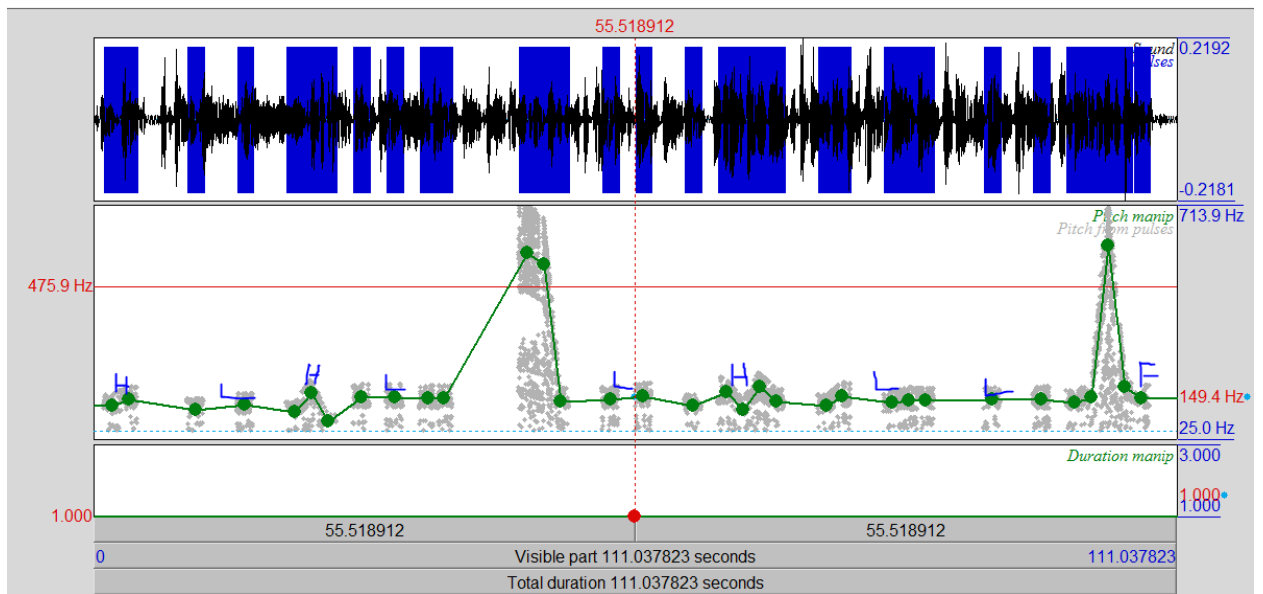 55.518912
Sound
pulses
0.2192
-0.2181
Pitch manip
Pitch from pulses
713.9 Hz
475.9 Hz
H L H L L H L L F
149.4 Hz
25.0 Hz
Duration manip
3.000
1.000
1.000
1.000
55.518912 55.518912
0 Visible part 111.037823 seconds 111.037823
Total duration 111.037823 seconds